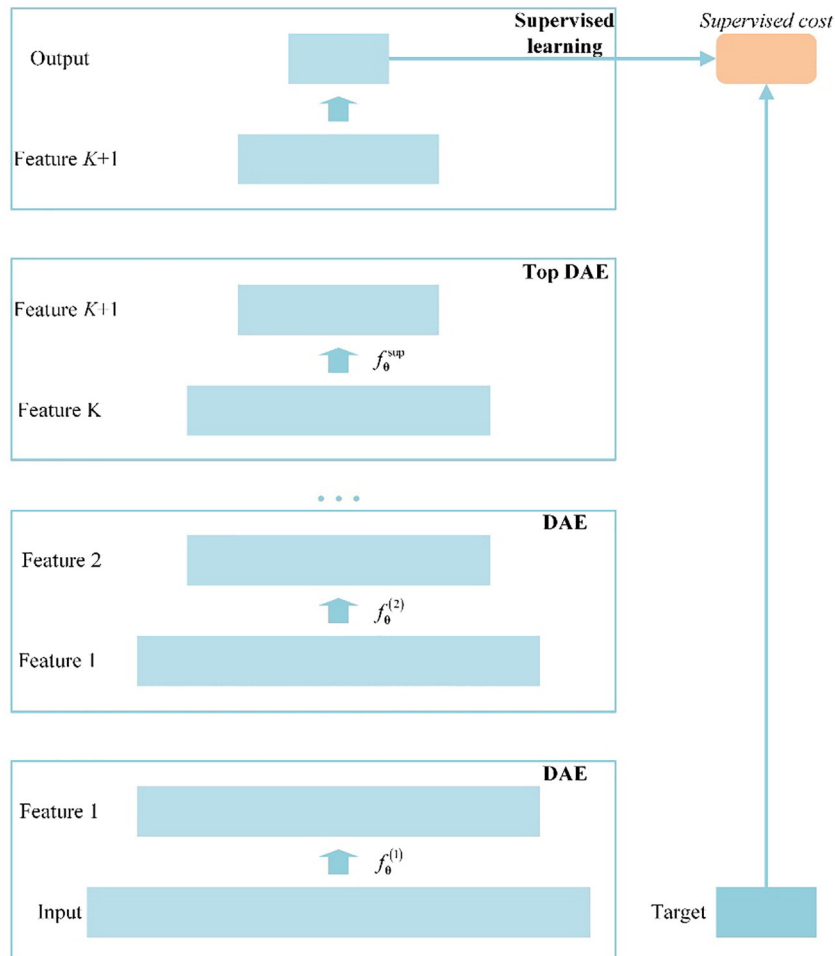 Supervised
learning
Supervised cost
Output
Feature K+1
Top DAE
Feature K+1
f_θ^sup
Feature K
...
DAE
Feature 2
f_θ^(2)
Feature 1
DAE
Feature 1
f_θ^(1)
Input
Target